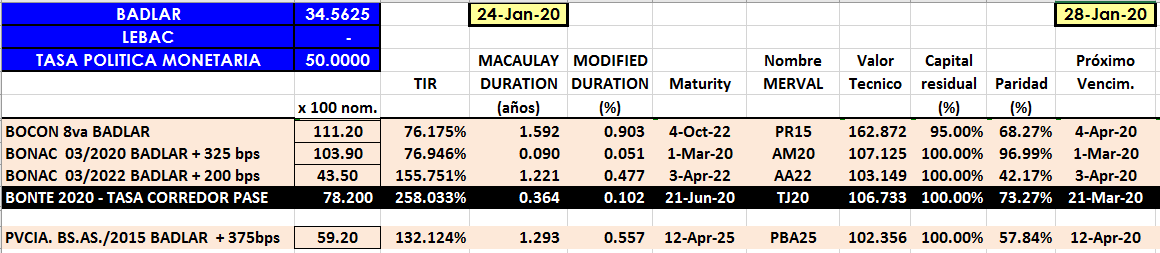 BADLAR 34.5625 24-Jan-20 28-Jan-20
LEBAC -
TASA POLITICA MONETARIA 50.0000 MACAULAY MODIFIED Nombre Valor Capital Próximo
TIR DURATION DURATION Maturity MERVAL Tecnico residual Paridad Vencim.
x 100 nom. (años) (%) (%) (%)
BOCON 8va BADLAR 111.20 76.175% 1.592 0.903 4-Oct-22 PR15 162.872 95.00% 68.27% 4-Apr-20
BONAC 03/2020 BADLAR + 325 bps 103.90 76.946% 0.090 0.051 1-Mar-20 AM20 107.125 100.00% 96.99% 1-Mar-20
BONAC 03/2022 BADLAR + 200 bps 43.50 155.751% 1.221 0.477 3-Apr-22 AA22 103.149 100.00% 42.17% 3-Apr-20
BONTE 2020 - TASA CORREDOR PASE 78.200 258.033% 0.364 0.102 21-Jun-20 TJ20 106.733 100.00% 73.27% 21-Mar-20
PVCIA. BS.AS./2015 BADLAR + 375bps 59.20 132.124% 1.293 0.557 12-Apr-25 PBA25 102.356 100.00% 57.84% 12-Apr-20